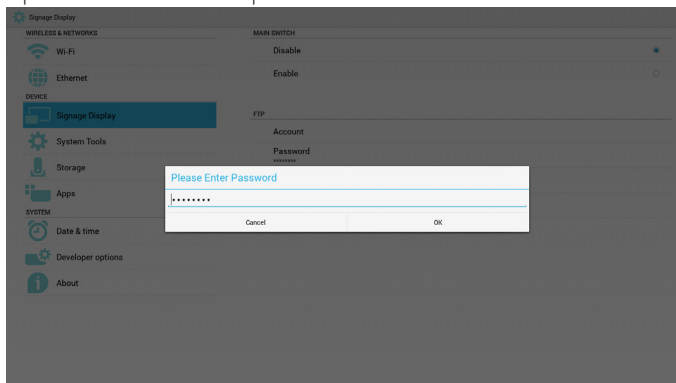 Signage Display
WIRELESS & NETWORKS
Wi-Fi
Ethernet
DEVICE
Signage Display
System Tools
Storage
Apps
SYSTEM
Date & time
Developer options
About
MAIN SWITCH
Disable
Enable
FTP
Account
Password
********
Please Enter Password
••••••••
Cancel
OK